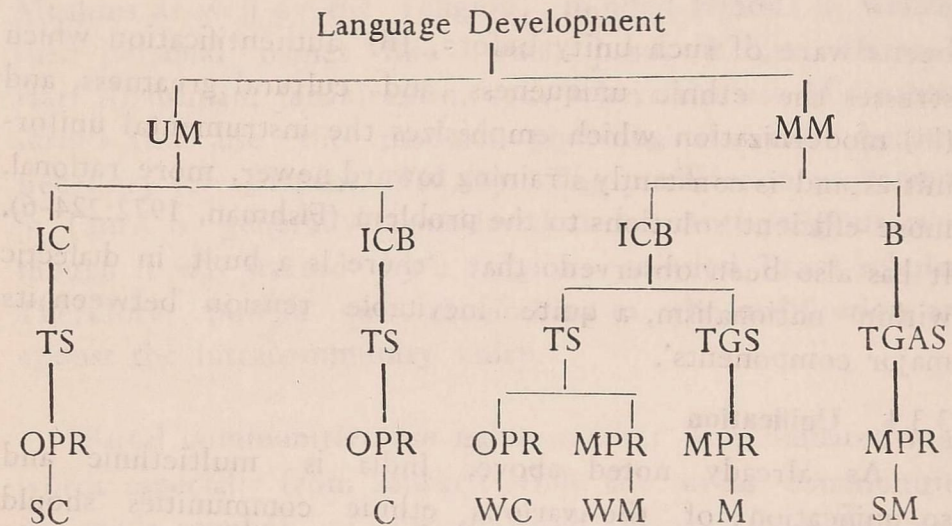 Language Development
UM MM
IC ICB ICB B
TS TS TS TGS TGAS
OPR OPR OPR MPR MPR MPR
SC C WC WM M SM